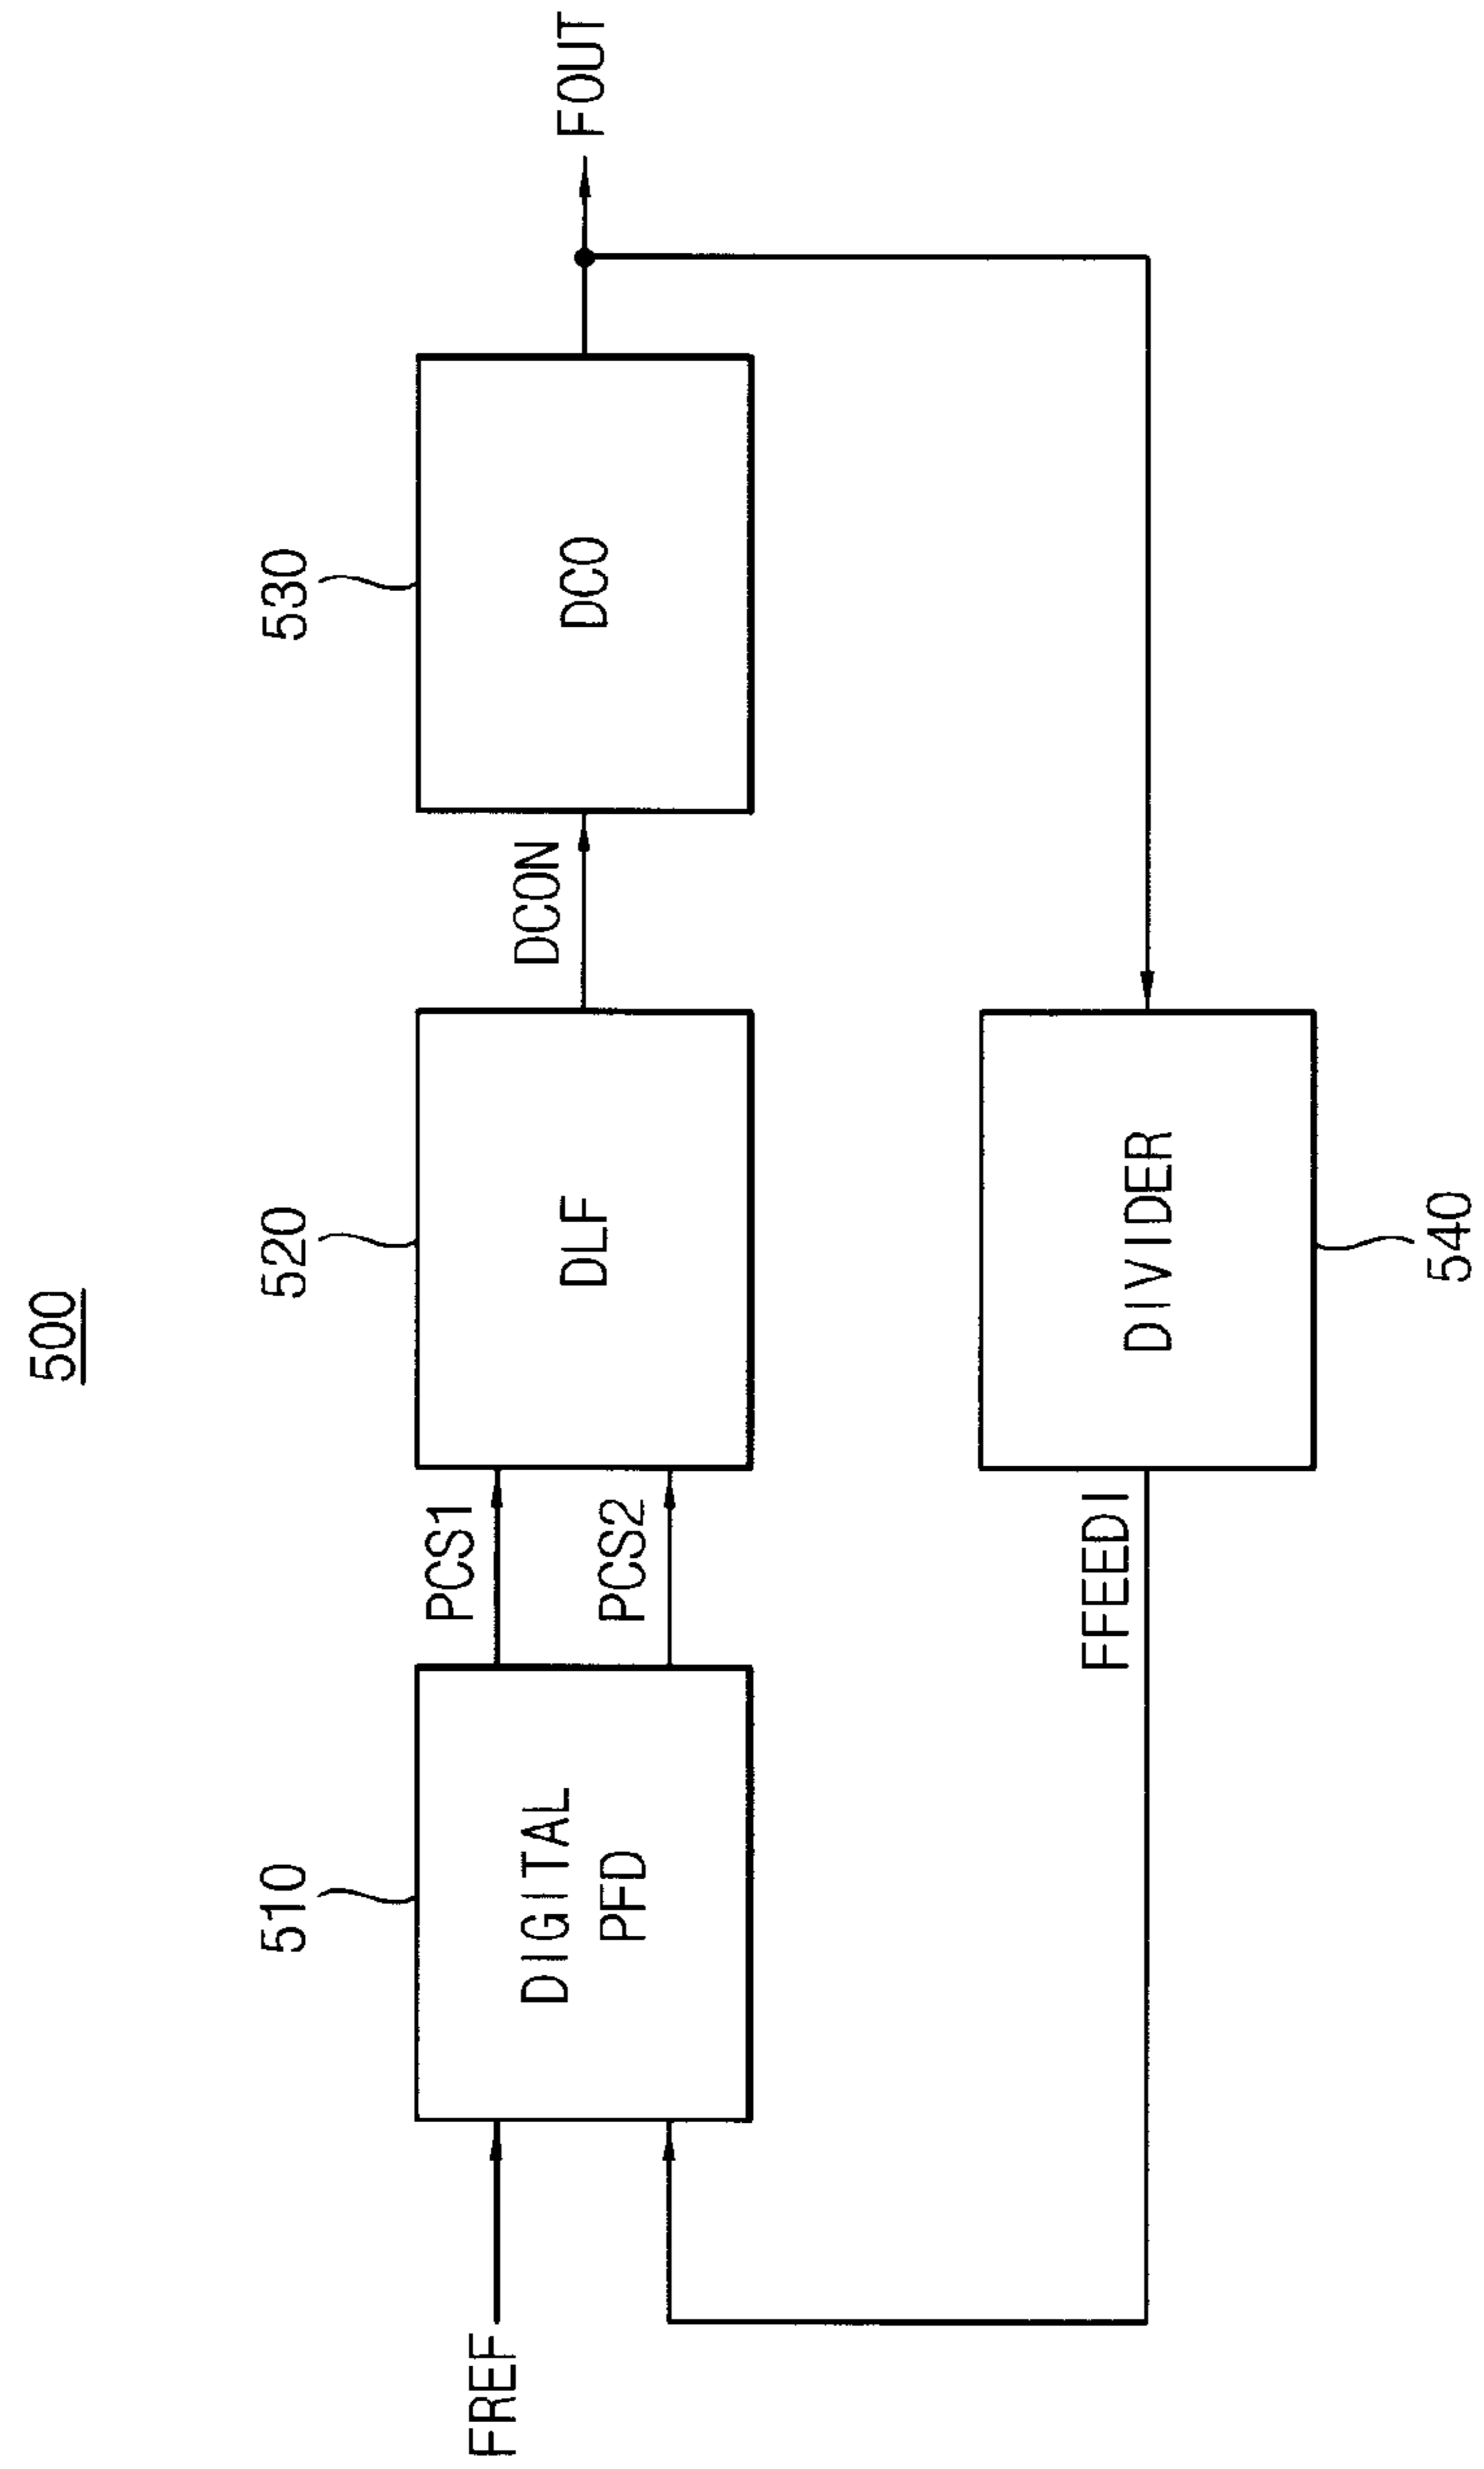 500
510
520
530
FREF
DIGITAL
PFD
PCS1
PCS2
DLF
DCON
DCO
FOUT
FFEEDI
DIVIDER
540